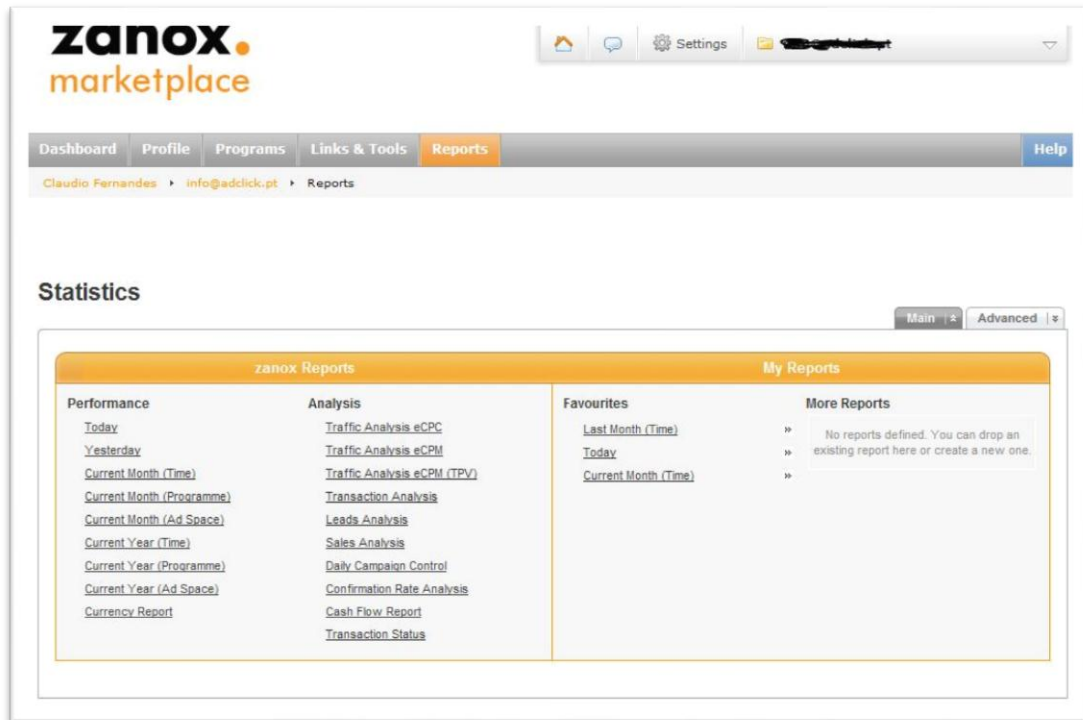 zanox.
marketplace
Settings
Dashboard Profile Programs Links & Tools Reports Help
Claudio Fernandes info@adclick.pt Reports
Statistics
Main Advanced
zanox Reports My Reports
Performance
Today
Yesterday
Current Month (Time)
Current Month (Programme)
Current Month (Ad Space)
Current Year (Time)
Current Year (Programme)
Current Year (Ad Space)
Currency Report
Analysis
Traffic Analysis eCPC
Traffic Analysis eCPM
Traffic Analysis eCPM (TPV)
Transaction Analysis
Leads Analysis
Sales Analysis
Daily Campaign Control
Confirmation Rate Analysis
Cash Flow Report
Transaction Status
Favourites
Last Month (Time) »
Today »
Current Month (Time) »
More Reports
No reports defined. You can drop an
existing report here or create a new one.